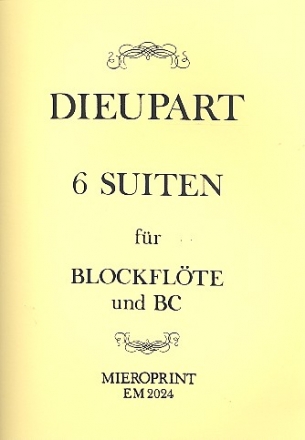 DIEUPART
6 SUITEN
für
BLOCKFLÖTE
und BC
MIEROPRINT
EM 2024